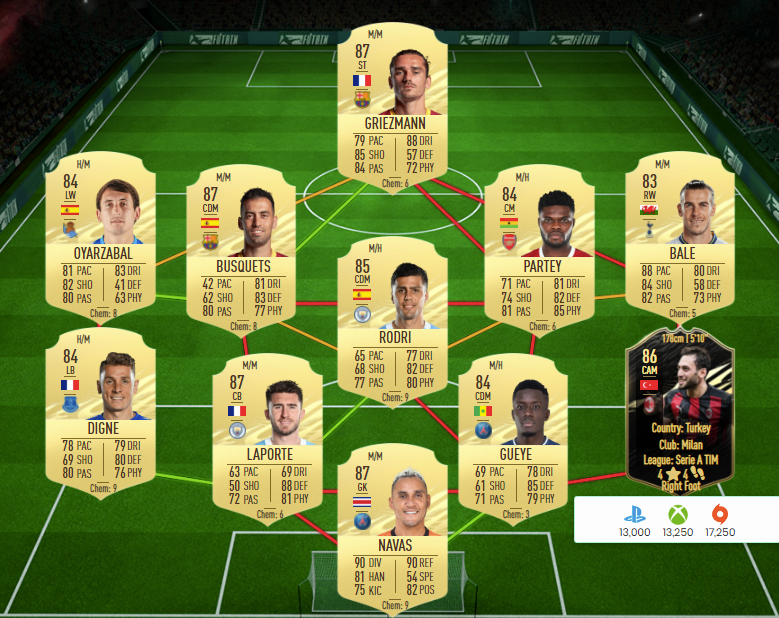 FUTBIN
FUTBIN
M/M
87
ST
GRIEZMANN
79 PAC 88 DRI
85 SHO 57 DEF
84 PAS 72 PHY
Chem: 6
H/M
84
LW
OYARZABAL
81 PAC 83 DRI
82 SHO 41 DEF
80 PAS 63 PHY
Chem: 8
M/M
87
CDM
BUSQUETS
42 PAC 81 DRI
62 SHO 83 DEF
80 PAS 77 PHY
Chem: 8
M/H
84
CM
PARTEY
71 PAC 81 DRI
74 SHO 82 DEF
81 PAS 85 PHY
Chem: 6
H/M
83
RW
BALE
88 PAC 80 DRI
84 SHO 58 DEF
82 PAS 73 PHY
Chem: 5
M/H
85
CDM
RODRI
65 PAC 77 DRI
68 SHO 82 DEF
77 PAS 80 PHY
Chem: 9
H/M
84
LB
DIGNE
78 PAC 79 DRI
69 SHO 80 DEF
80 PAS 76 PHY
Chem: 9
M/M
87
CB
LAPORTE
63 PAC 69 DRI
50 SHO 88 DEF
72 PAS 81 PHY
Chem: 6
M/H
84
CDM
GUEYE
69 PAC 78 DRI
61 SHO 85 DEF
71 PAS 79 PHY
Chem: 3
178cm | 5'10"
86
CAM
Country: Turkey
Club: Milan
League: Serie A TIM
4 4
Right Foot
13,000 13,250 17,250
M/M
87
GK
NAVAS
90 DIV 90 REF
81 HAN 54 SPE
75 KIC 82 POS
Chem: 9